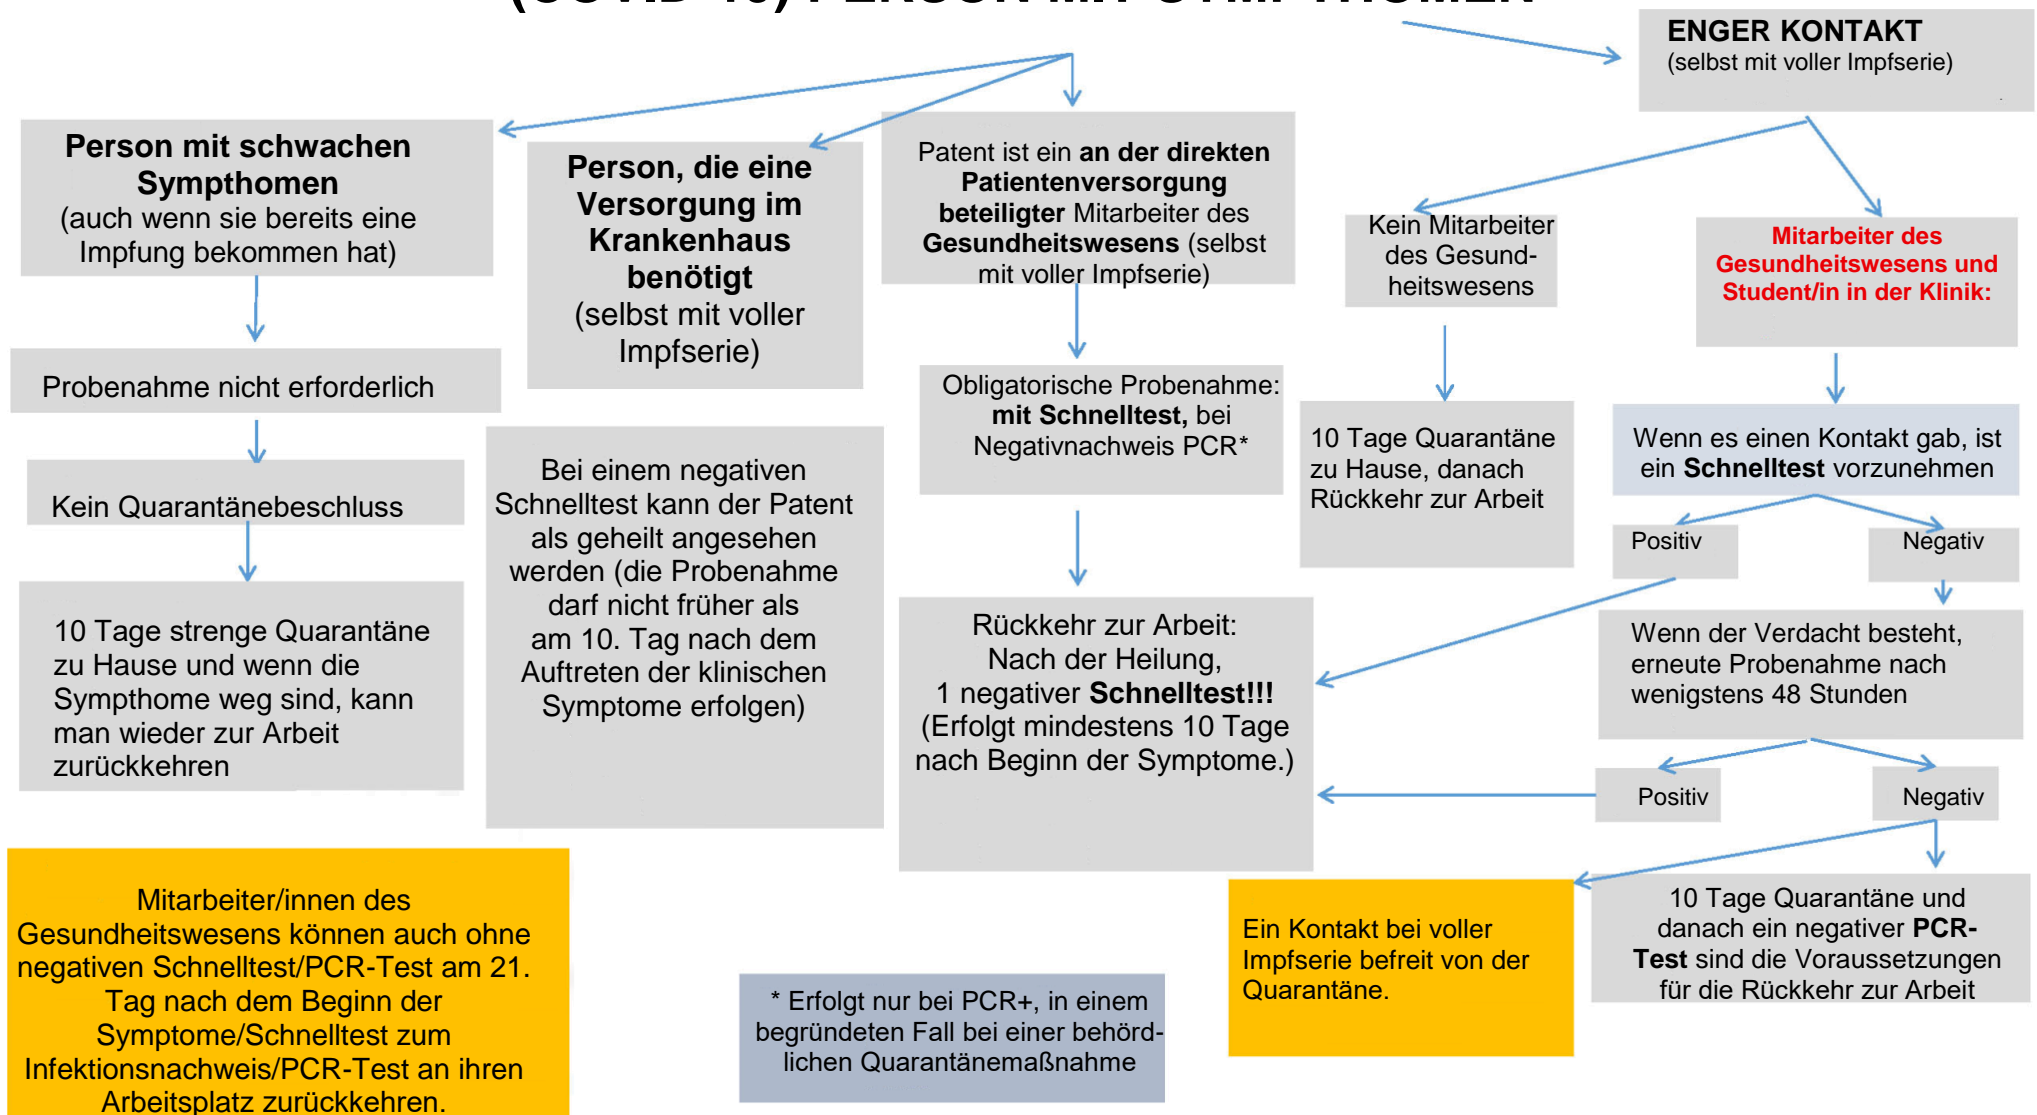 ENGER KONTAKT
(selbst mit voller Impfserie)
Person mit schwachen
Sympthomen
(auch wenn sie bereits eine
Impfung bekommen hat)
Person, die eine
Versorgung im
Krankenhaus
benötigt
(selbst mit voller
Impfserie)
Patent ist ein an der direkten
Patientenversorgung
beteiligter Mitarbeiter des
Gesundheitswesens (selbst
mit voller Impfserie)
Kein Mitarbeiter
des Gesund-
heitswesens
Mitarbeiter des
Gesundheitswesens und
Student/in in der Klinik:
Probenahme nicht erforderlich
Obligatorische Probenahme:
mit Schnelltest, bei
Negativnachweis PCR*
10 Tage Quarantäne
zu Hause, danach
Rückkehr zur Arbeit
Wenn es einen Kontakt gab, ist
ein Schnelltest vorzunehmen
Kein Quarantänebeschluss
Bei einem negativen
Schnelltest kann der Patent
als geheilt angesehen
werden (die Probenahme
darf nicht früher als
am 10. Tag nach dem
Auftreten der klinischen
Symptome erfolgen)
Positiv
Negativ
10 Tage strenge Quarantäne
zu Hause und wenn die
Sympthome weg sind, kann
man wieder zur Arbeit
zurückkehren
Rückkehr zur Arbeit:
Nach der Heilung,
1 negativer Schnelltest!!!
(Erfolgt mindestens 10 Tage
nach Beginn der Symptome.)
Wenn der Verdacht besteht,
erneute Probenahme nach
wenigstens 48 Stunden
Positiv
Negativ
Mitarbeiter/innen des
Gesundheitswesens können auch ohne
negativen Schnelltest/PCR-Test am 21.
Tag nach dem Beginn der
Symptome/Schnelltest zum
Infektionsnachweis/PCR-Test an ihren
Arbeitsplatz zurückkehren.
* Erfolgt nur bei PCR+, in einem
begründeten Fall bei einer behörd-
lichen Quarantänemaßnahme
Ein Kontakt bei voller
Impfserie befreit von der
Quarantäne.
10 Tage Quarantäne und
danach ein negativer PCR-
Test sind die Voraussetzungen
für die Rückkehr zur Arbeit